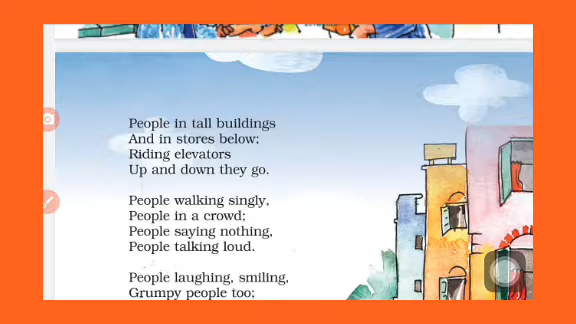 People in tall buildings
And in stores below;
Riding elevators
Up and down they go.
People walking singly,
People in a crowd;
People saying nothing,
People talking loud.
People laughing, smiling,
Grumpy people too;